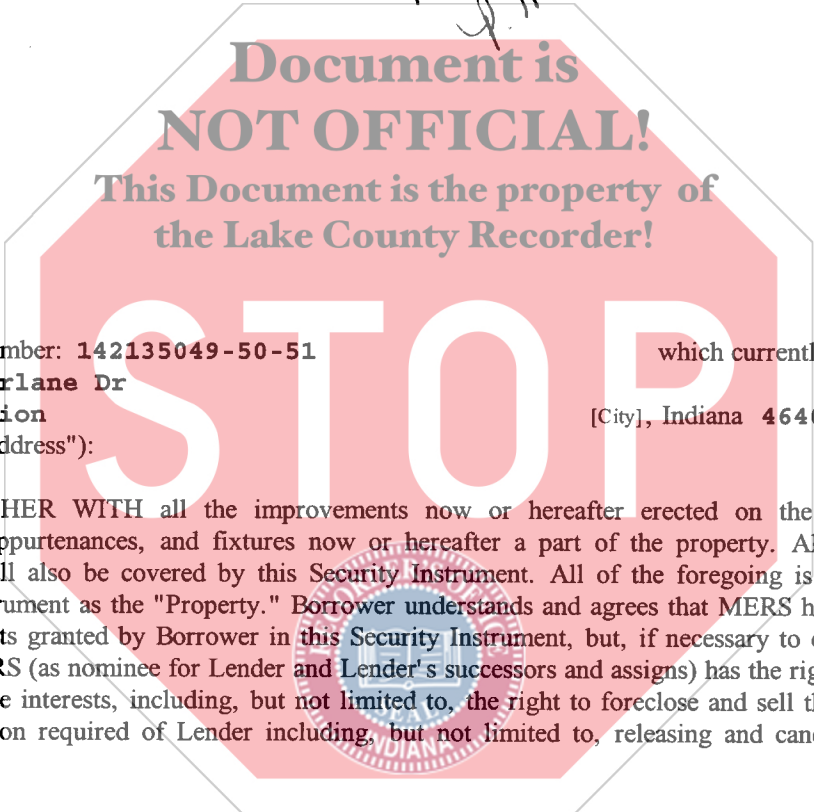 Document is
NOT OFFICIAL!
This Document is the property of
the Lake County Recorder!
STOP
mber: 142135049-50-51 which currentl
rlane Dr
ion [City], Indiana 464
ddress"):
HER WITH all the improvements now or hereafter erected on the
ppurtenances, and fixtures now or hereafter a part of the property. Al
ll also be covered by this Security Instrument. All of the foregoing is
rument as the "Property." Borrower understands and agrees that MERS h
ts granted by Borrower in this Security Instrument, but, if necessary to
RS (as nominee for Lender and Lender's successors and assigns) has the rig
e interests, including, but not limited to, the right to foreclose and sell th
on required of Lender including, but not limited to, releasing and canc
SEAL
INDIANA